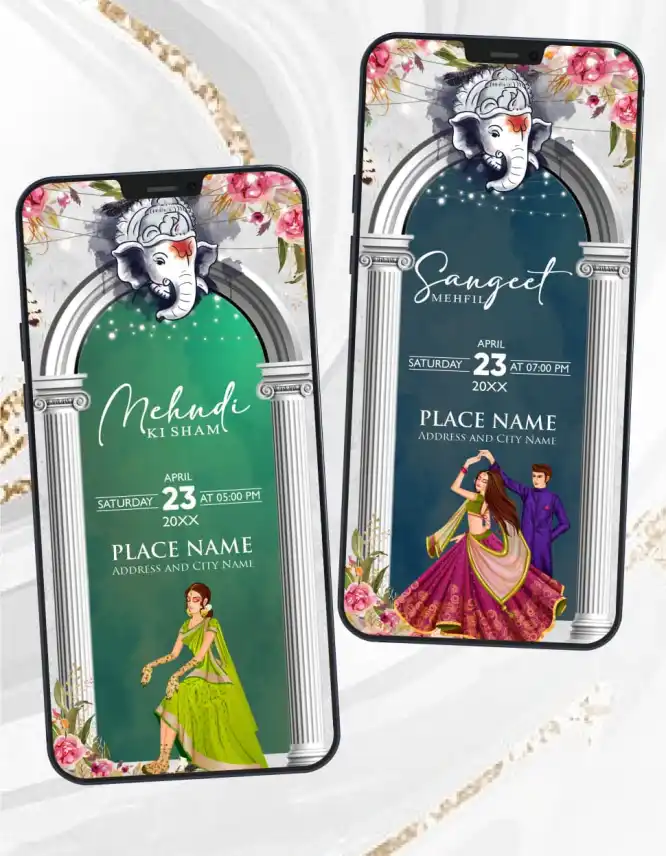 Mehndi
KI SHAM
APRIL
SATURDAY 23 AT 05:00 PM
20XX
PLACE NAME
ADDRESS AND CITY NAME
Sangeet
MEHFIL
APRIL
SATURDAY 23 AT 07:00 PM
20XX
PLACE NAME
ADDRESS AND CITY NAME